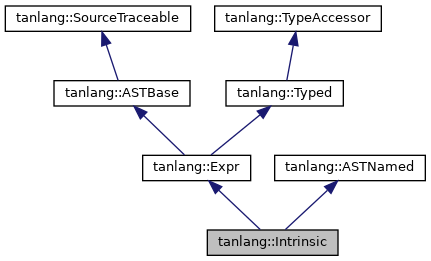 tanlang::SourceTraceable
tanlang::TypeAccessor
tanlang::ASTBase
tanlang::Typed
tanlang::Expr
tanlang::ASTNamed
tanlang::Intrinsic